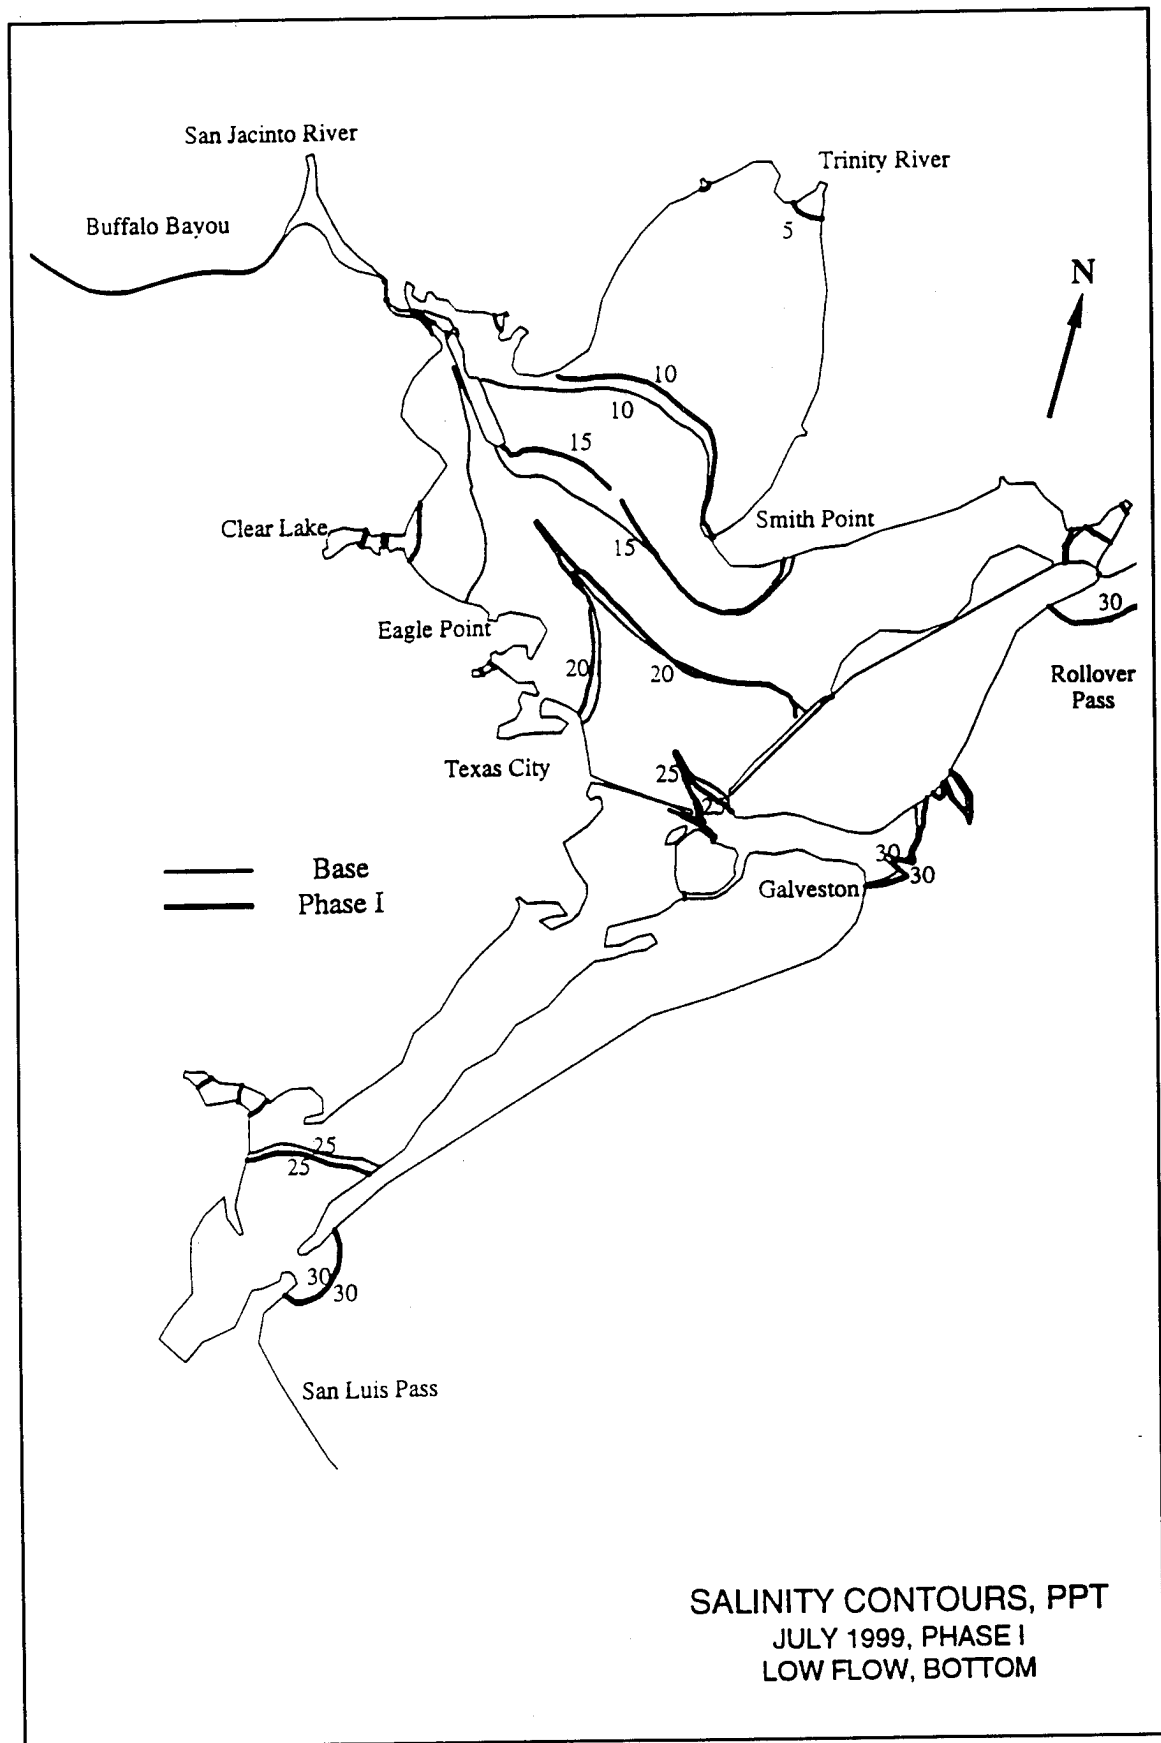 San Jacinto River
Trinity River
Buffalo Bayou
5
N
10
10
15
Smith Point
Clear Lake
15
30
Eagle Point
20
20
Rollover
Pass
Texas City
25
25
Base
30
Phase I
Galveston
30
25
25
30
30
San Luis Pass
SALINITY CONTOURS, PPT
JULY 1999, PHASE I
LOW FLOW, BOTTOM